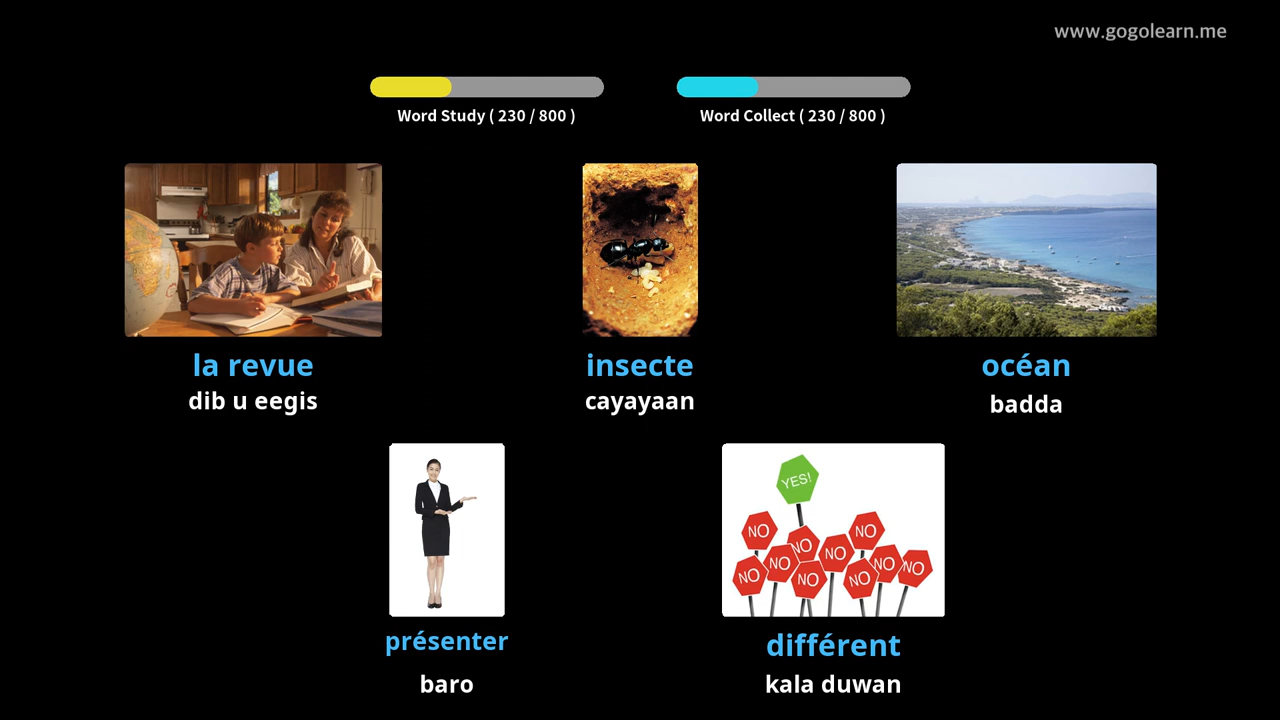 www.gogolearn.me
Word Study ( 230 / 800 )
Word Collect ( 230 / 800 )
la revue
dib u eegis
insecte
cayayaan
océan
badda
YES!
NO
NO
NO
NO
NO
NO
NO
NO
NO
NO
présenter
baro
différent
kala duwan